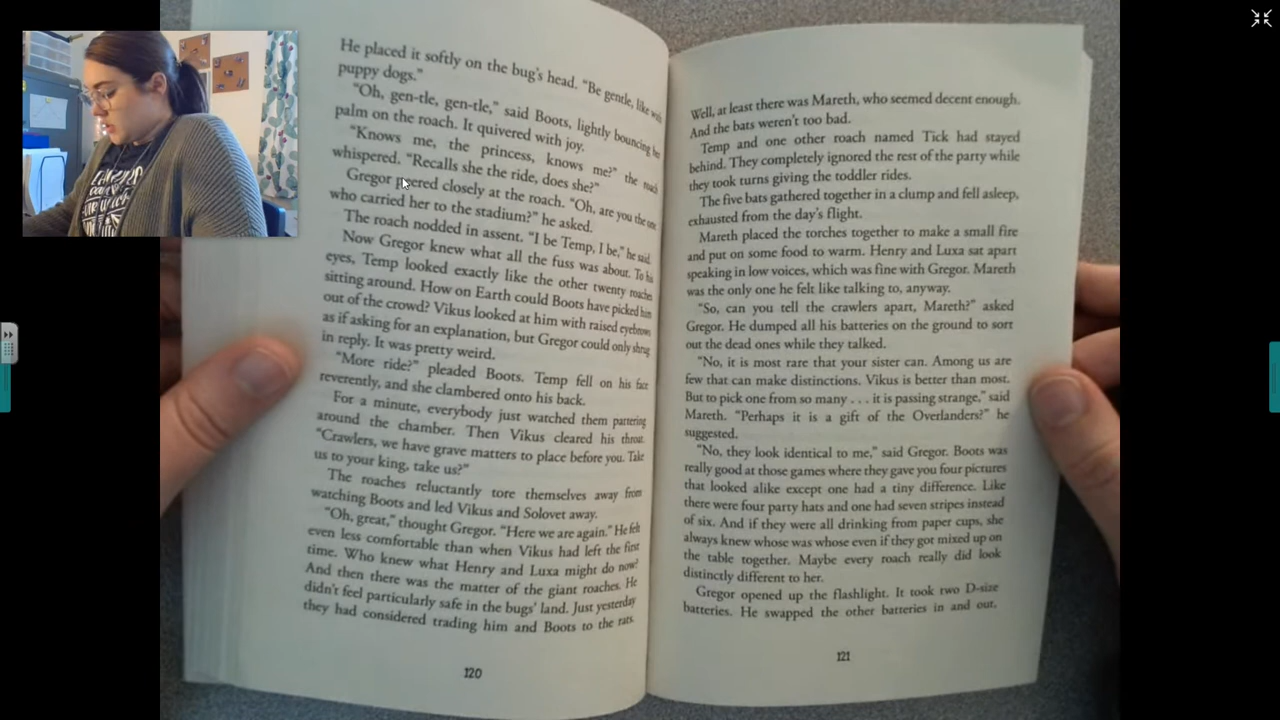 He placed it softly on the bug's head. "Be gentle, like with
puppy dogs."
"Oh, gen-tle, gen-tle," said Boots, lightly bouncing her
palm on the roach. It quivered with joy.
"Knows me, the princess, knows me?" the roach
whispered. "Recalls she the ride, does she?"
Gregor peered closely at the roach. "Oh, are you the one
who carried her to the stadium?" he asked.
The roach nodded in assent. "I be Temp, I be," he said.
Now Gregor knew what all the fuss was about. To his
eyes, Temp looked exactly like the other twenty roaches
sitting around. How on Earth could Boots have picked him
out of the crowd? Vikus looked at him with raised eyebrows
as if asking for an explanation, but Gregor could only shrug
in reply. It was pretty weird.
"More ride?" pleaded Boots. Temp fell on his face
reverently, and she clambered onto his back.
For a minute, everybody just watched them pattering
around the chamber. Then Vikus cleared his throat.
"Crawlers, we have grave matters to place before you. Take
us to your king, take us?"
The roaches reluctantly tore themselves away from
watching Boots and led Vikus and Solovet away.
"Oh, great," thought Gregor. "Here we are again." He felt
even less comfortable than when Vikus had left the first
time. Who knew what Henry and Luxa might do now?
And then there was the matter of the giant roaches. He
didn't feel particularly safe in the bugs' land. Just yesterday
they had considered trading him and Boots to the rats.
120
Well, at least there was Mareth, who seemed decent enough.
And the bats weren't too bad.
Temp and one other roach named Tick had stayed
behind. They completely ignored the rest of the party while
they took turns giving the toddler rides.
The five bats gathered together in a clump and fell asleep,
exhausted from the day's flight.
Mareth placed the torches together to make a small fire
and put on some food to warm. Henry and Luxa sat apart
speaking in low voices, which was fine with Gregor. Mareth
was the only one he felt like talking to, anyway.
"So, can you tell the crawlers apart, Mareth?" asked
Gregor. He dumped all his batteries on the ground to sort
out the dead ones while they talked.
"No, it is most rare that your sister can. Among us are
few that can make distinctions. Vikus is better than most.
But to pick one from so many . . . it is passing strange," said
Mareth. "Perhaps it is a gift of the Overlanders?" he
suggested.
"No, they look identical to me," said Gregor. Boots was
really good at those games where they gave you four pictures
that looked alike except one had a tiny difference. Like
there were four party hats and one had seven stripes instead
of six. And if they were all drinking from paper cups, she
always knew whose was whose even if they got mixed up on
the table together. Maybe every roach really did look
distinctly different to her.
Gregor opened up the flashlight. It took two D-size
batteries. He swapped the other batteries in and out,
121